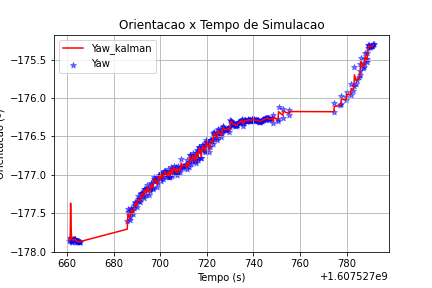 Orientacao x Tempo de Simulacao
Yaw_kalman
Yaw
−175.5
−176.0
−176.5
−177.0
−177.5
−178.0
660 680 700 720 740 760 780
Tempo (s)
+1.607527e9